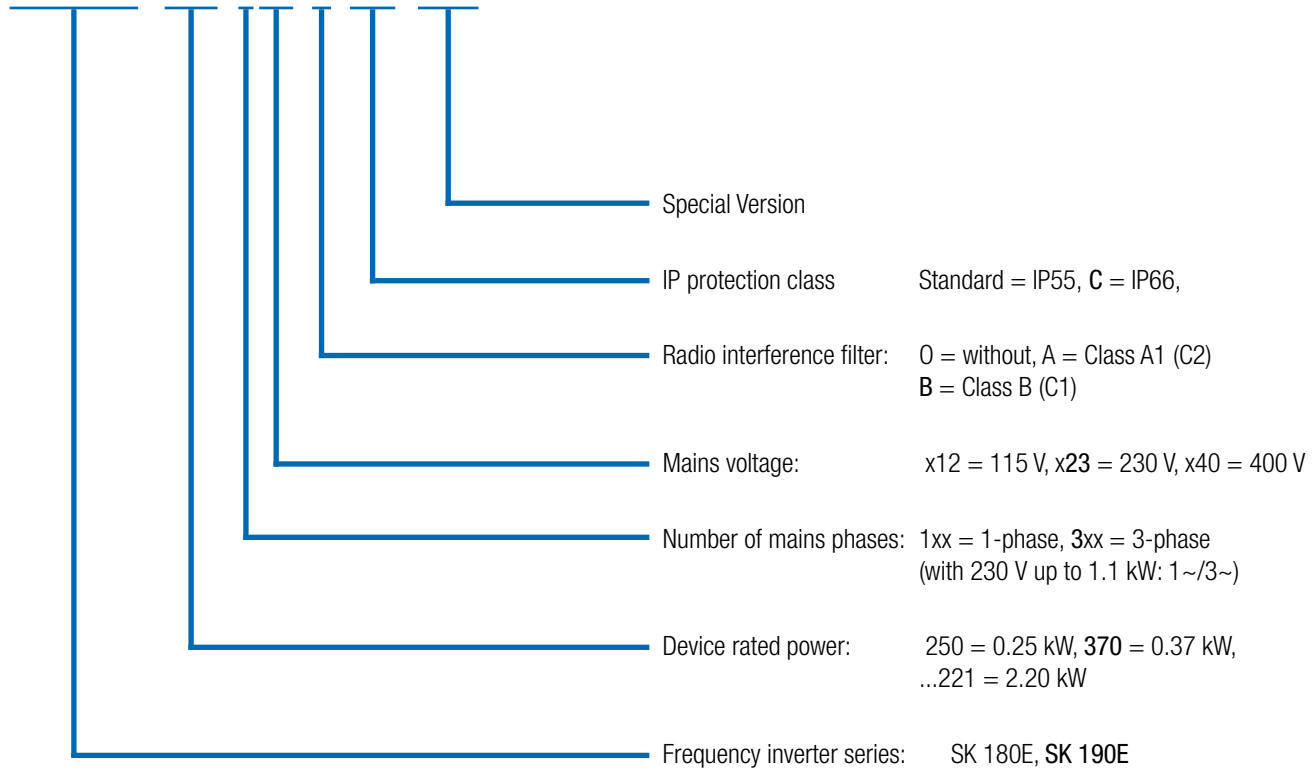 Special Version
IP protection class Standard = IP55, C = IP66,
Radio interference filter: O = without, A = Class A1 (C2)
B = Class B (C1)
Mains voltage: x12 = 115 V, x23 = 230 V, x40 = 400 V
Number of mains phases: 1xx = 1-phase, 3xx = 3-phase
(with 230 V up to 1.1 kW: 1~/3~)
Device rated power: 250 = 0.25 kW, 370 = 0.37 kW,
...221 = 2.20 kW
Frequency inverter series: SK 180E, SK 190E